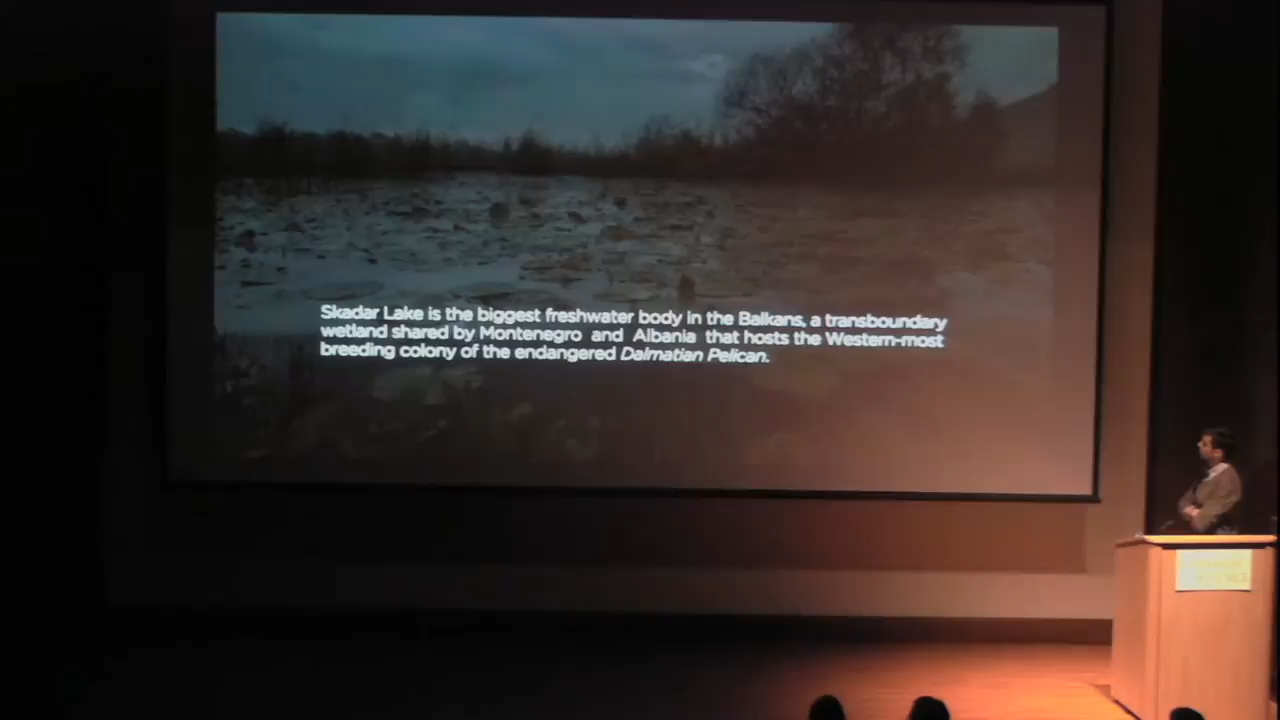 Skadar Lake is the biggest freshwater body in the Balkans, a transboundary
wetland shared by Montenegro and Albania that hosts the Western-most
breeding colony of the endangered Dalmatian Pelican.